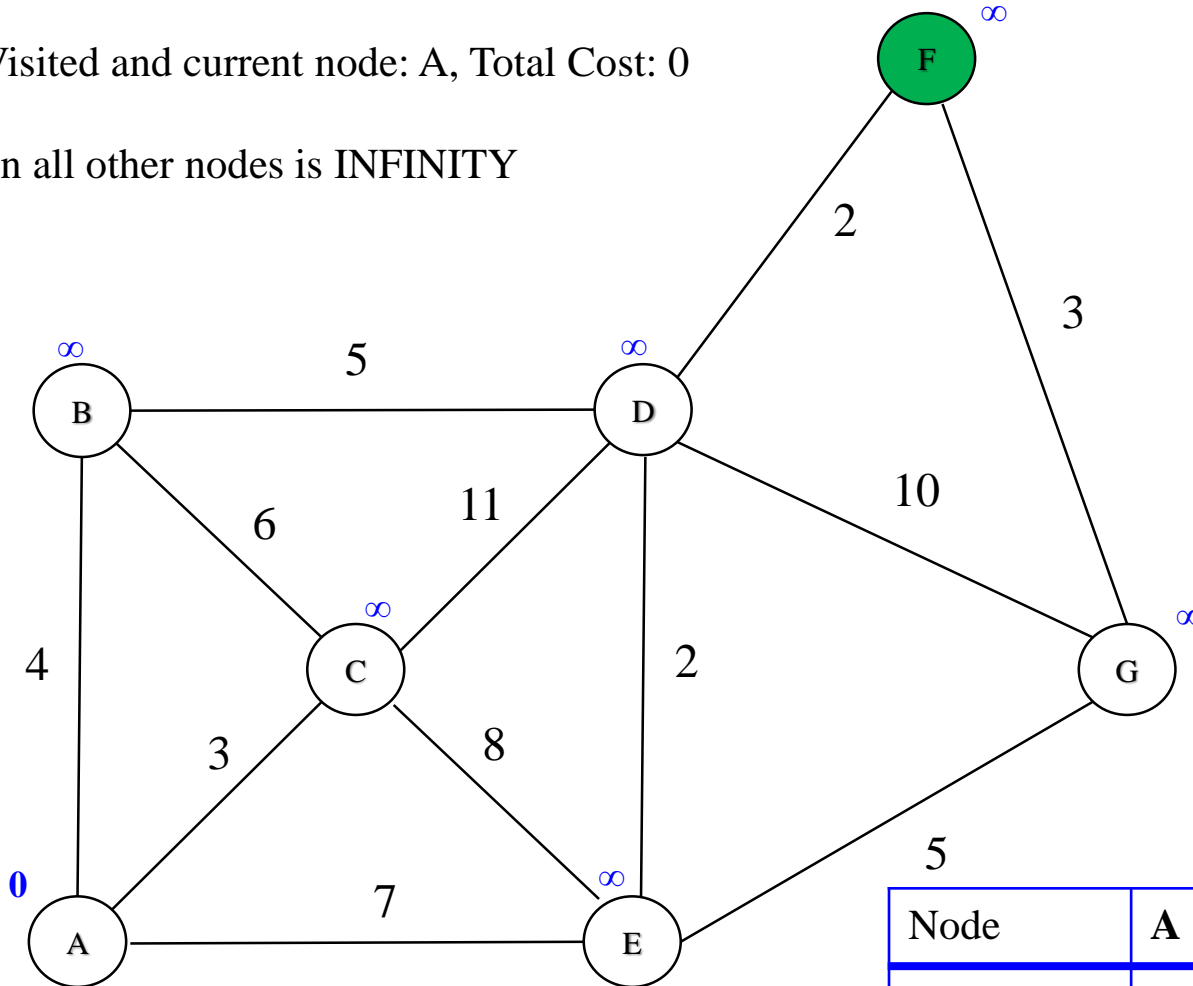 ∞
F
Visited and current node: A, Total Cost: 0
n all other nodes is INFINITY
2
3
∞
5
∞
B
D
6
11
10
∞
∞
4
C
2
G
3
8
5
0
7
∞
A
E
Node A